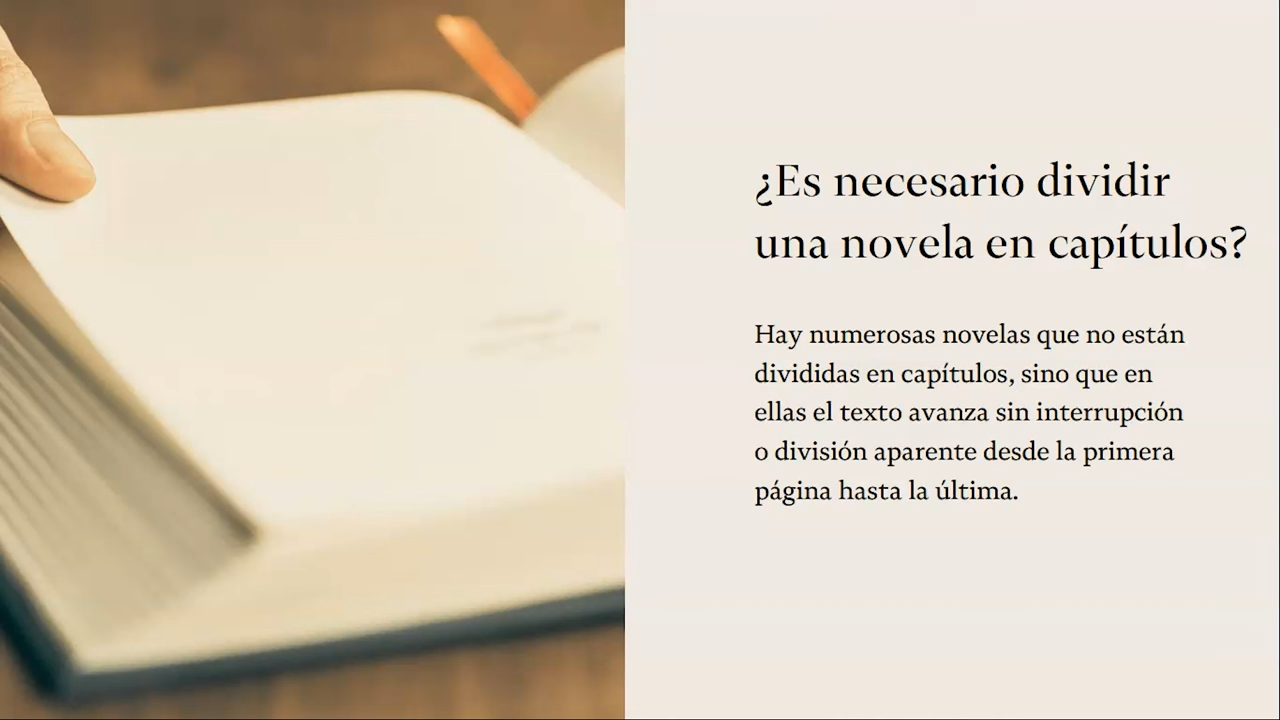 ¿Es necesario dividir
una novela en capítulos?
Hay numerosas novelas que no están
divididas en capítulos, sino que en
ellas el texto avanza sin interrupción
o división aparente desde la primera
página hasta la última.